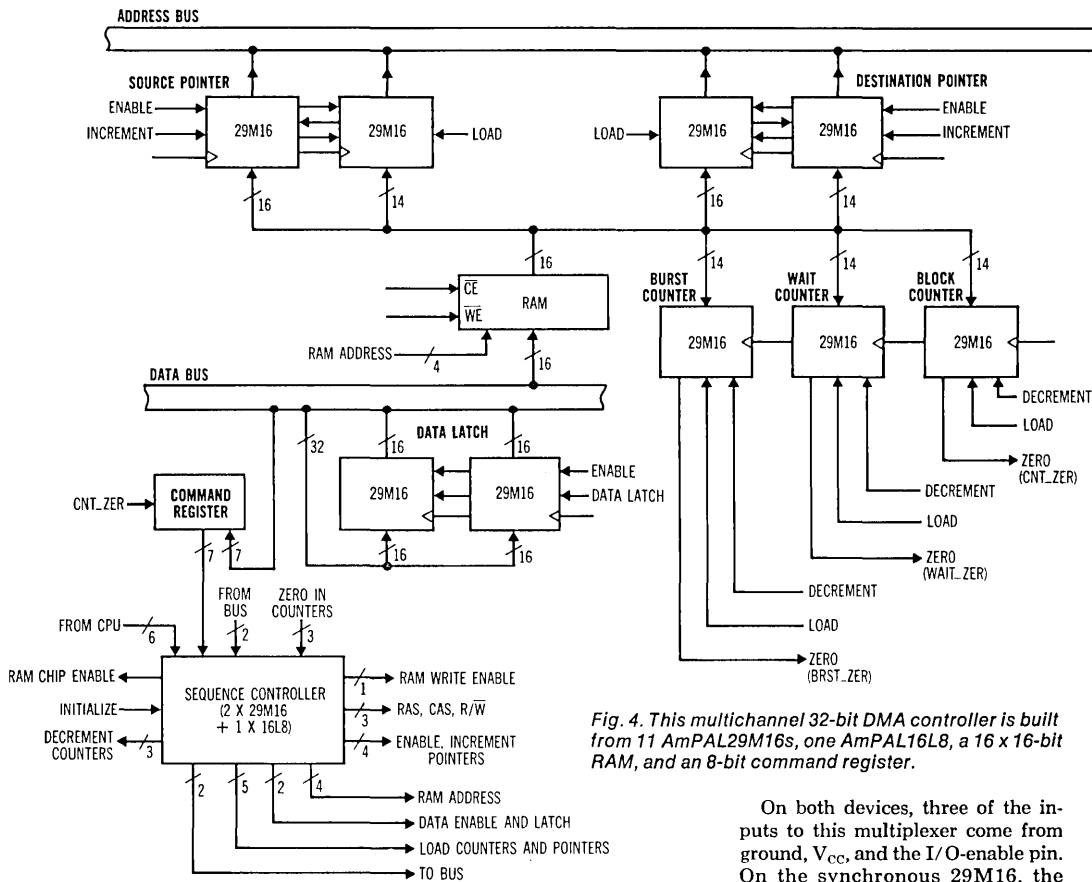 ADDRESS BUS
SOURCE POINTER
DESTINATION POINTER
ENABLE
INCREMENT
29M16
29M16
LOAD
LOAD
29M16
29M16
ENABLE
INCREMENT
16
14
16
14
16
14
14
14
CE
WE
RAM
BURST
COUNTER
WAIT
COUNTER
BLOCK
COUNTER
29M16
29M16
29M16
RAM ADDRESS
4
16
DATA BUS
DECREMENT
LOAD
ZERO
(CNT_ZER)
32
16
DATA LATCH
16
29M16
29M16
ENABLE
DATA LATCH
16
16
CNT_ZER
COMMAND
REGISTER
7
7
DECREMENT
LOAD
ZERO
(WAIT_ZER)
DECREMENT
LOAD
ZERO
(BRST_ZER)
FROM CPU
6
FROM
BUS
2
ZERO IN
COUNTERS
3
RAM CHIP ENABLE
INITIALIZE
DECREMENT
COUNTERS
3
SEQUENCE CONTROLLER
(2 X 29M16
+ 1 X 16L8)
1
RAM WRITE ENABLE
3
RAS, CAS, R/W
4
ENABLE, INCREMENT
POINTERS
2
5
2
4
RAM ADDRESS
DATA ENABLE AND LATCH
LOAD COUNTERS AND POINTERS
TO BUS
Fig. 4. This multichannel 32-bit DMA controller is built
from 11 AmPAL29M16s, one AmPAL16L8, a 16 x 16-bit
RAM, and an 8-bit command register.
On both devices, three of the in-
puts to this multiplexer come from
ground, VCC, and the I/O-enable pin.
On the synchronous 29M16, the